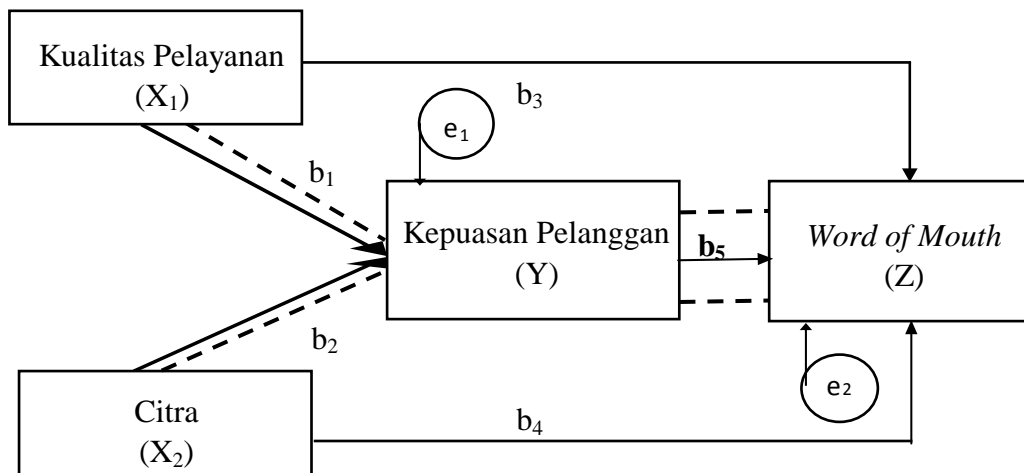 Kualitas Pelayanan
(X₁)
b₃
e₁
b₁
Kepuasan Pelanggan
(Y)
b₅
Word of Mouth
(Z)
b₂
e₂
Citra
(X₂)
b₄